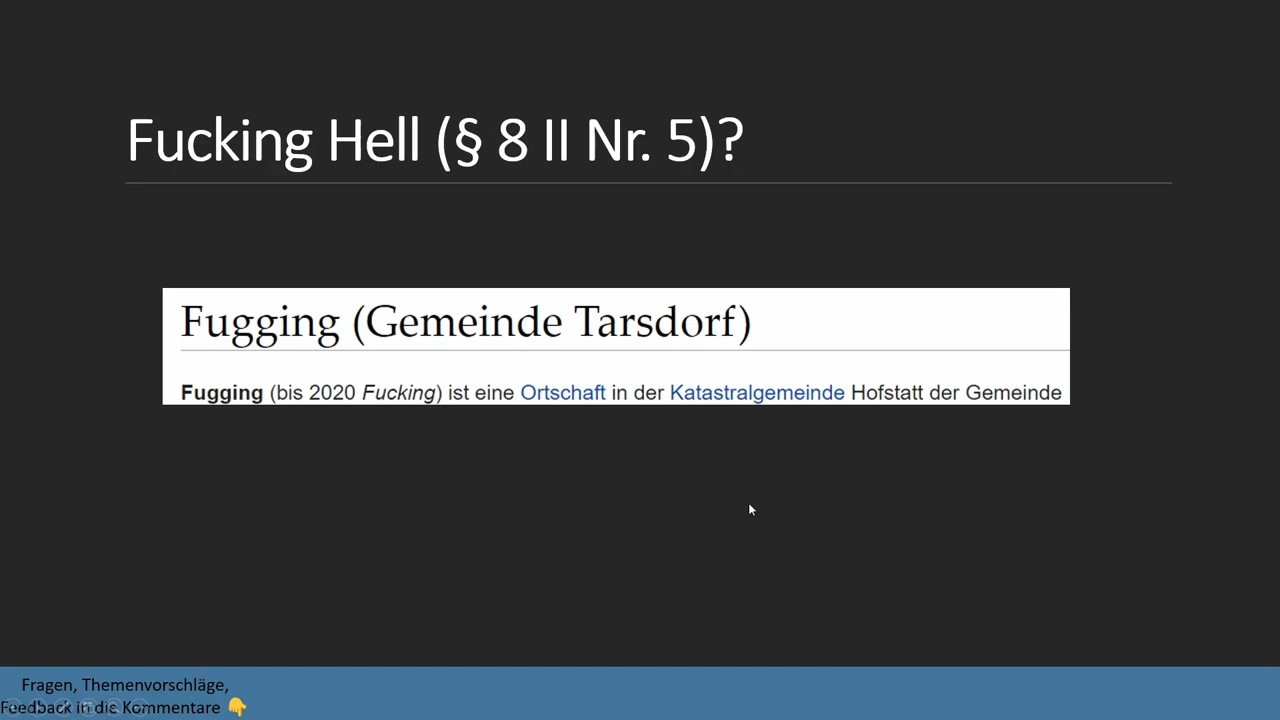 Fucking Hell (§ 8 II Nr. 5)?
Fugging (Gemeinde Tarsdorf)
Fugging (bis 2020 Fucking) ist eine Ortschaft in der Katastralgemeinde Hofstatt der Gemeinde
Fragen, Themenvorschläge,
Feedback in die Kommentare 👇